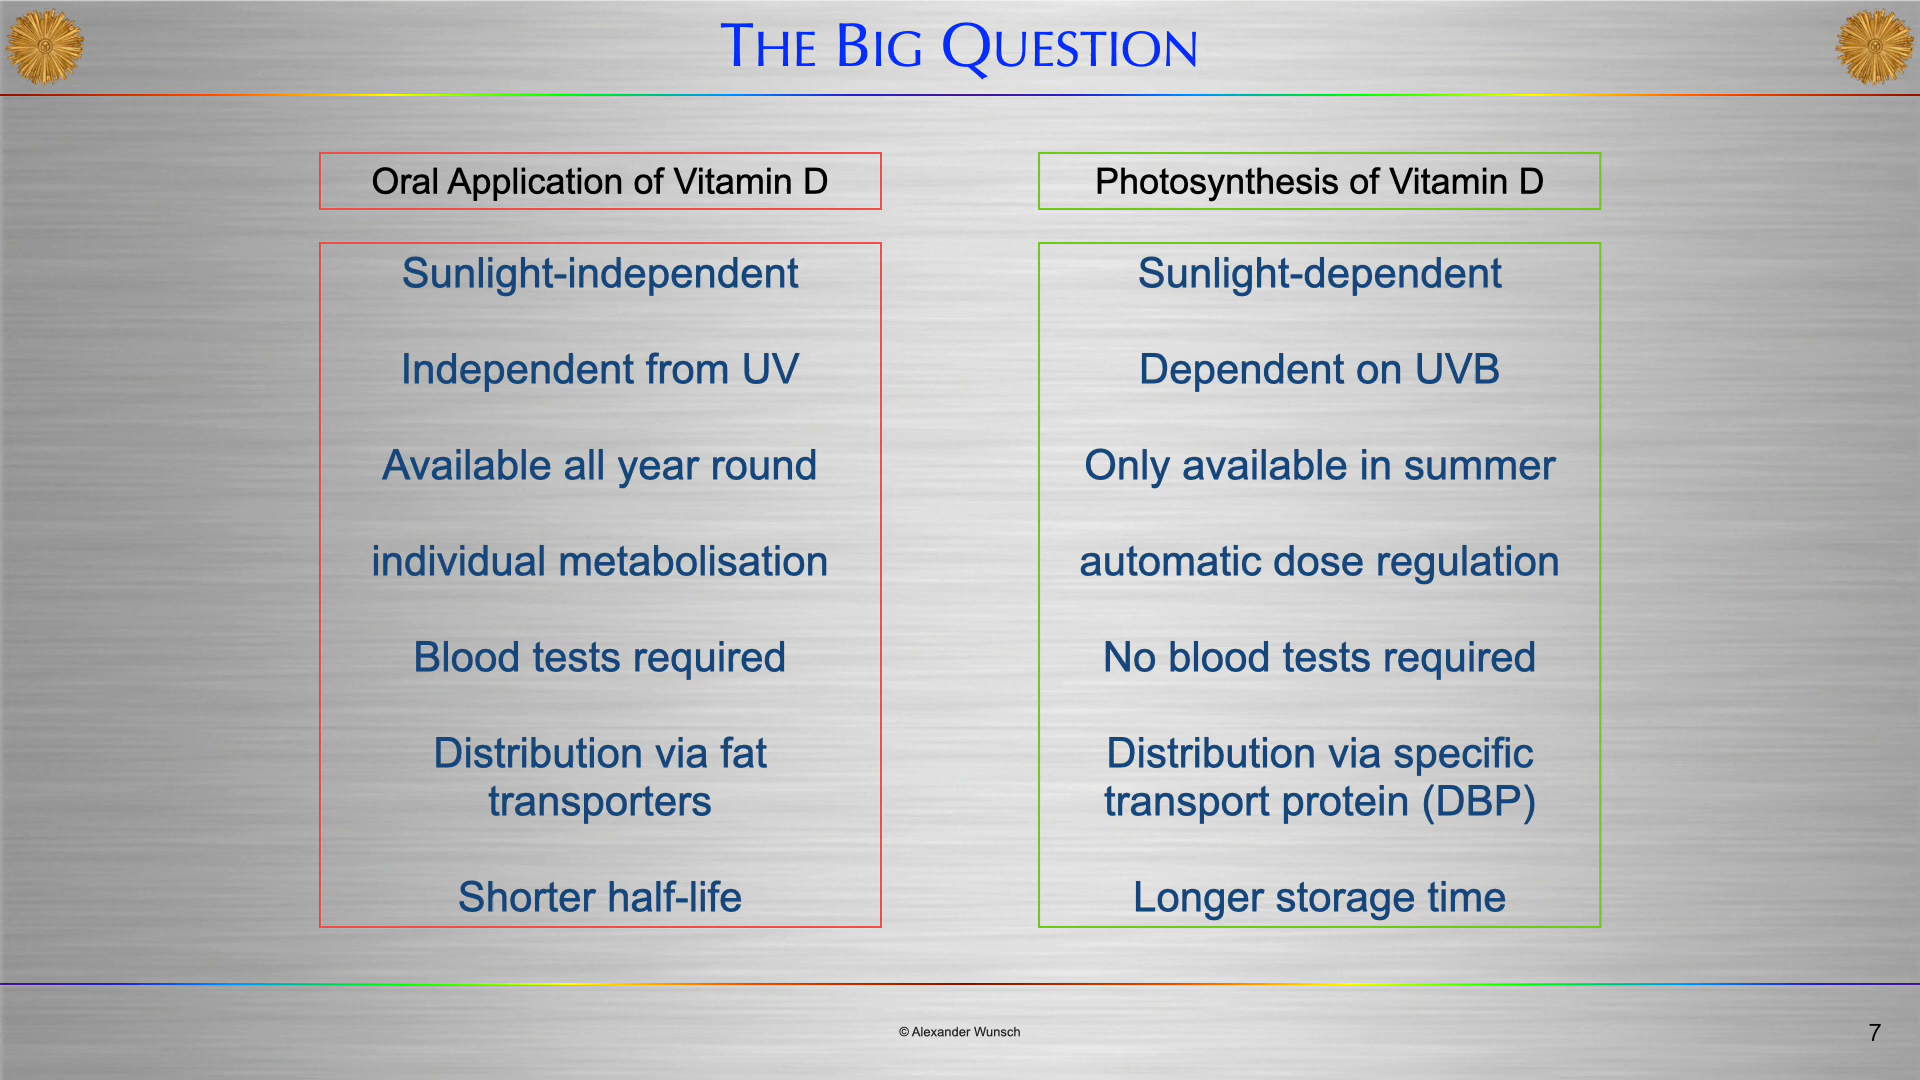 The Big Question
Oral Application of Vitamin D
Sunlight-independent
Independent from UV
Available all year round
individual metabolisation
Blood tests required
Distribution via fat
transporters
Shorter half-life
Photosynthesis of Vitamin D
Sunlight-dependent
Dependent on UVB
Only available in summer
automatic dose regulation
No blood tests required
Distribution via specific
transport protein (DBP)
Longer storage time
© Alexander Wunsch
7